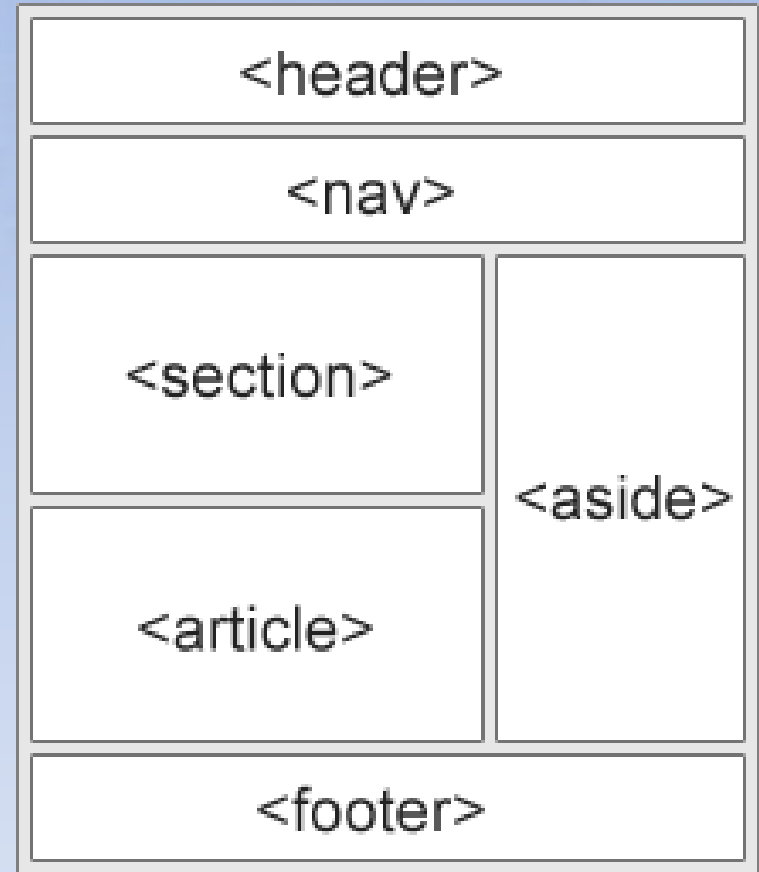 <header>
<nav>
<section>
<aside>
<article>
<footer>